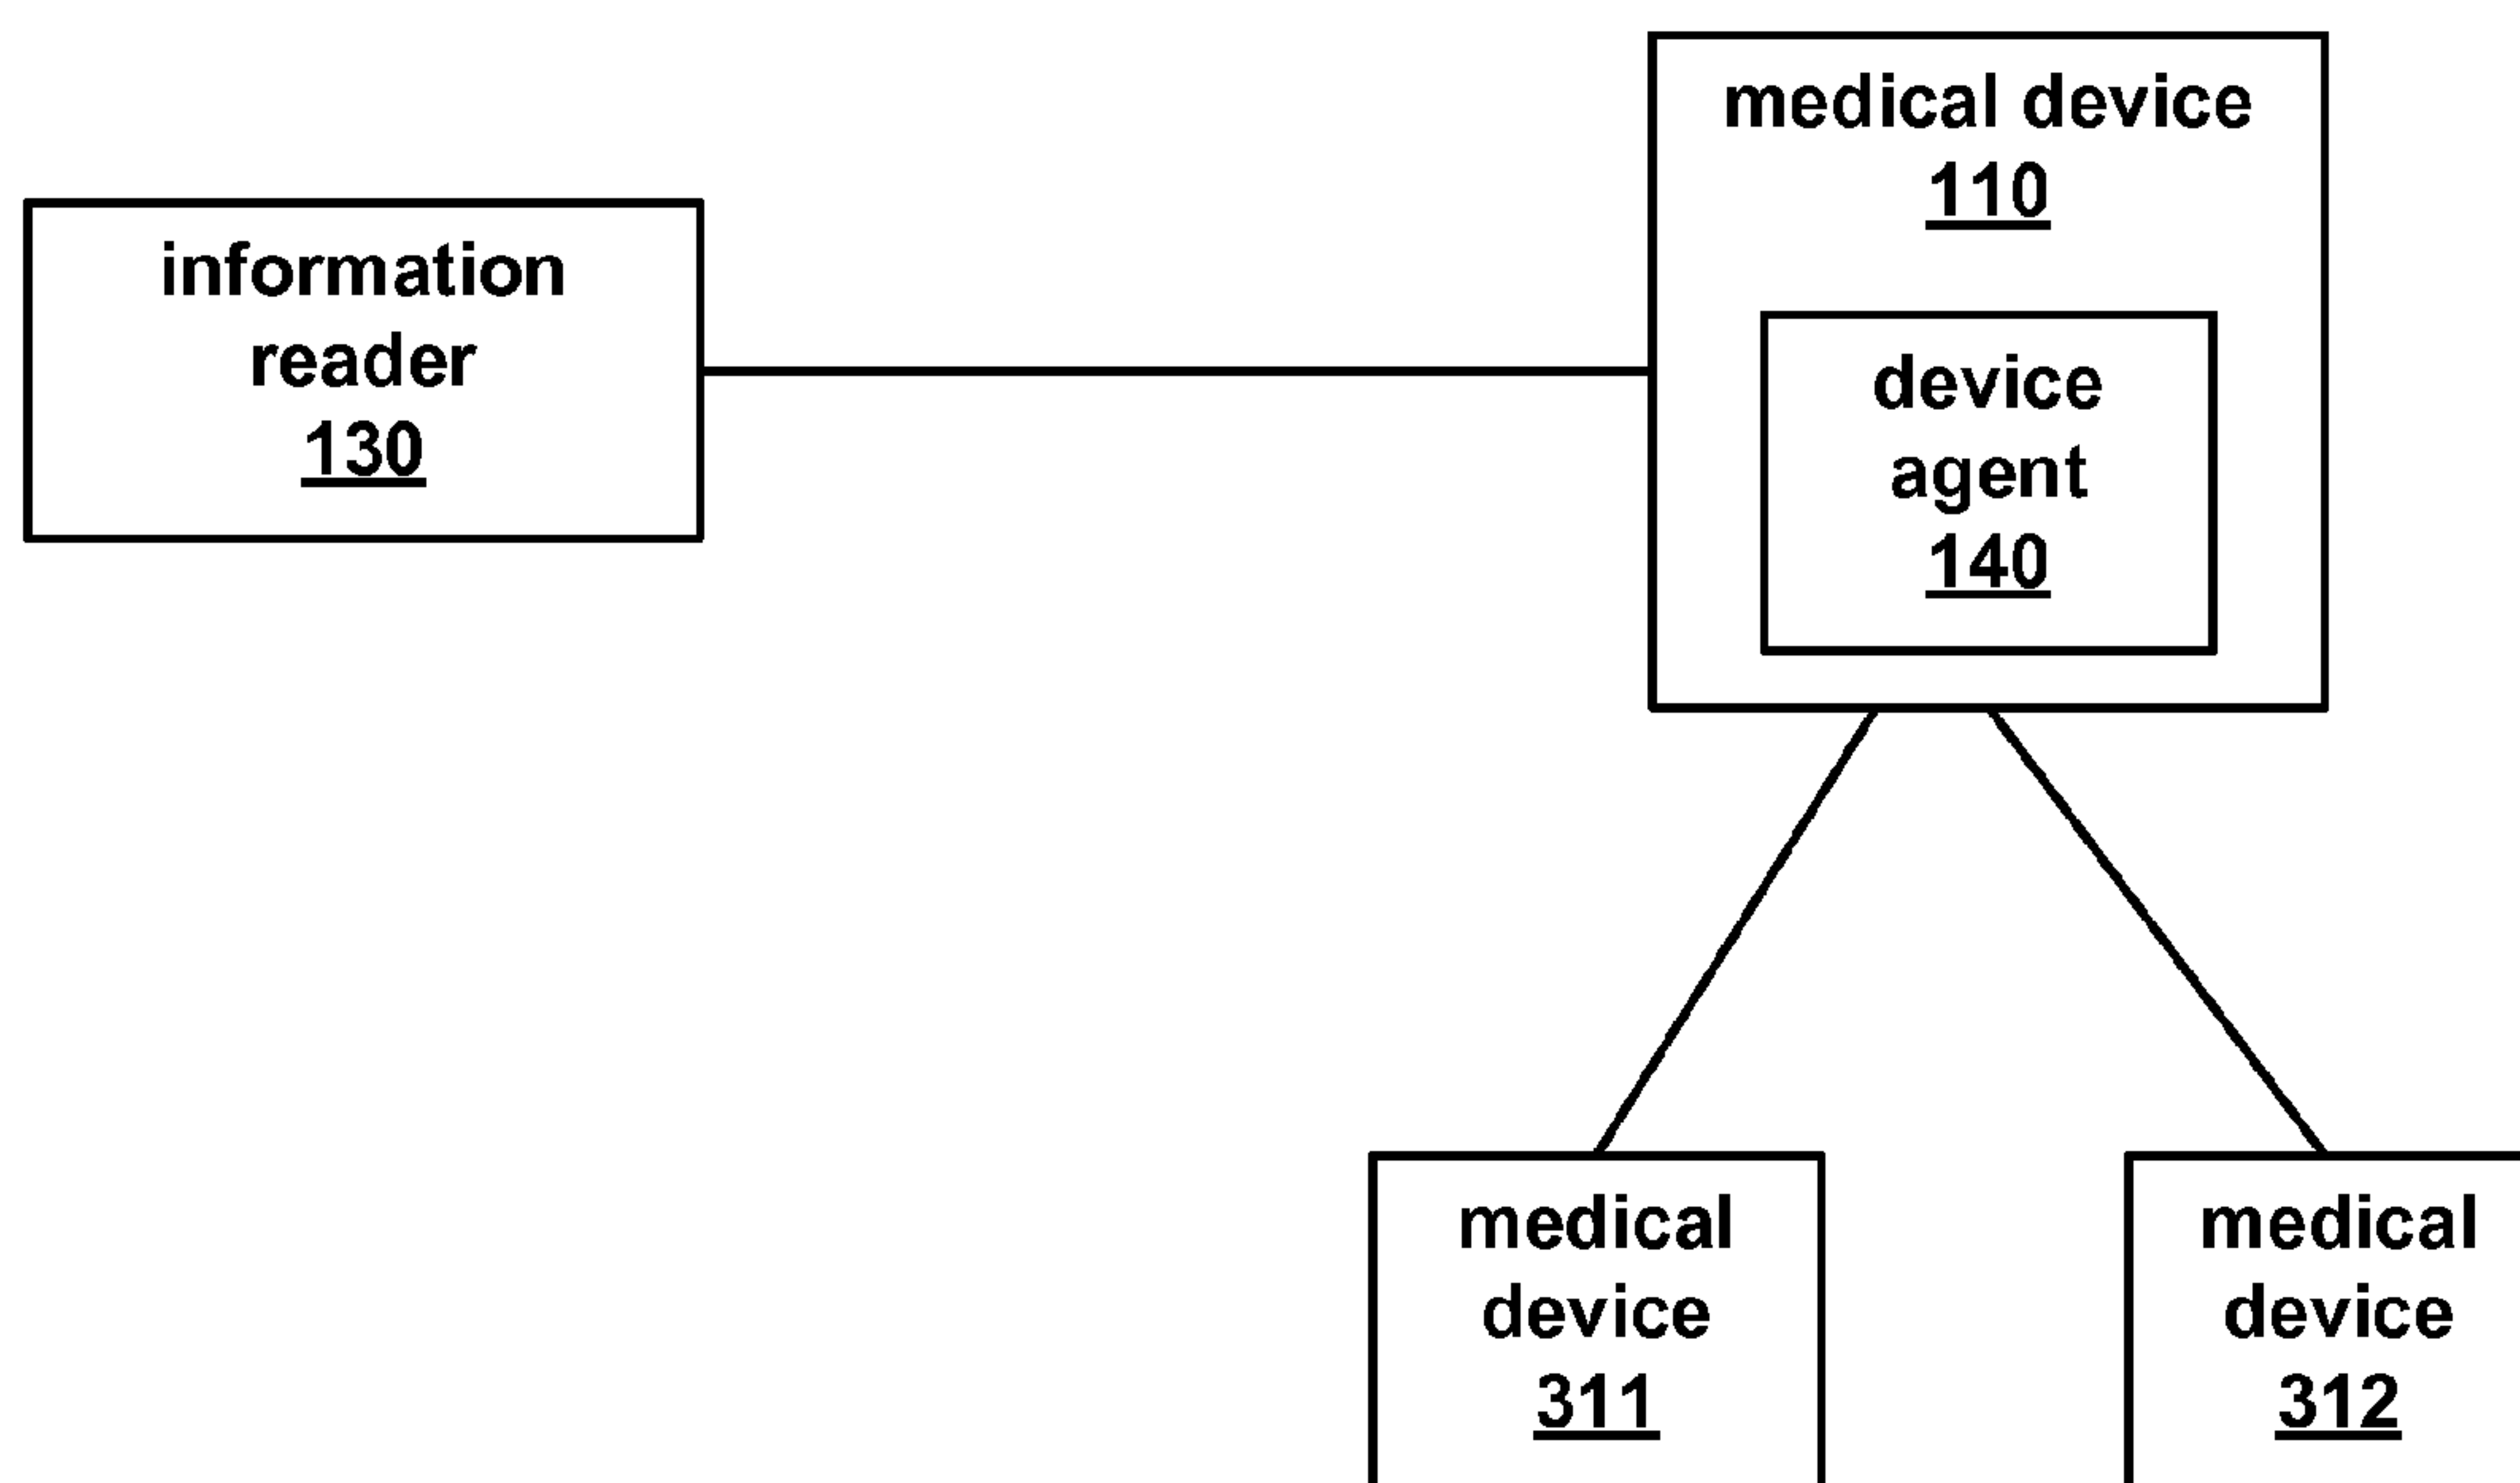 medical device
110
information
reader
130
device
agent
140
medical
device
311
medical
device
312